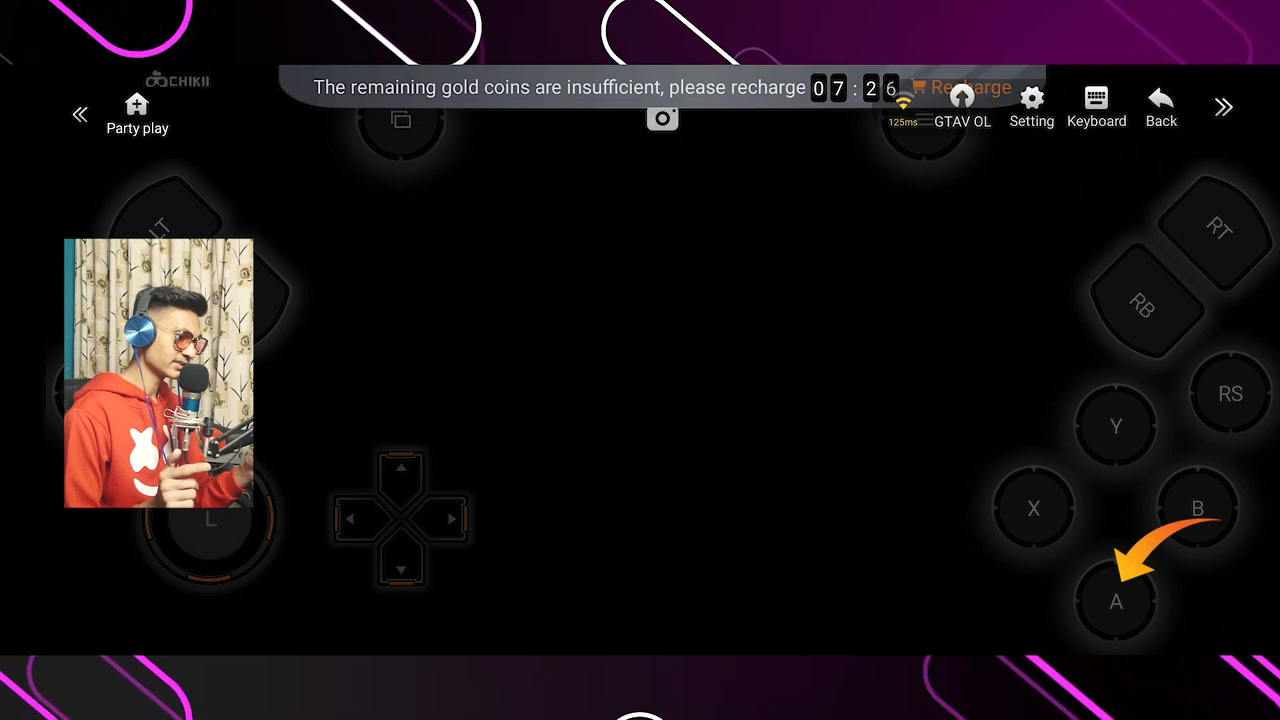 CHIKII
The remaining gold coins are insufficient, please recharge 07:26 Recharge
Party play
125ms
GTAV OL
Setting
Keyboard
Back
LT
RT
RB
RS
Y
X
B
L
A